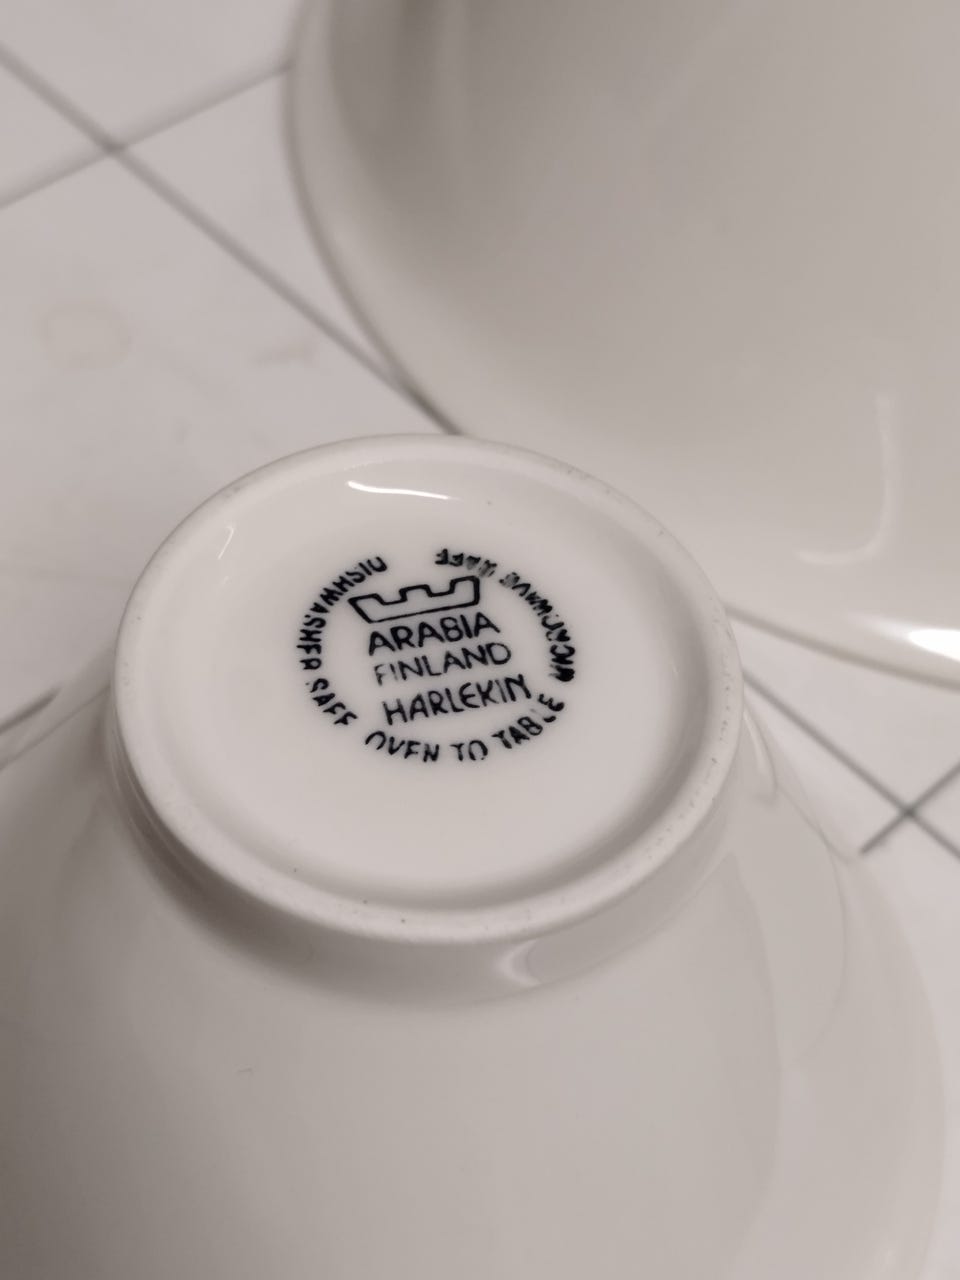 ARABIA
FINLAND
HARLEKIN
DISHWASHER SAFE
OVEN TO TABLE
MICROWAVE SAFE